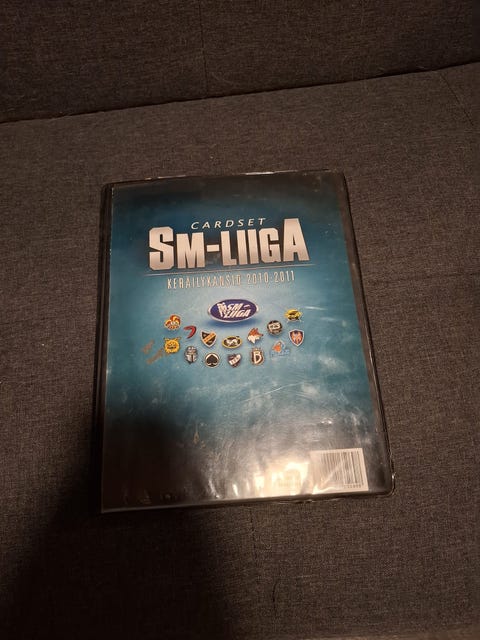 CARDSET
SM-LIIGA
KERÄILYKANSIO 2010-2011
SM-
LIIGA